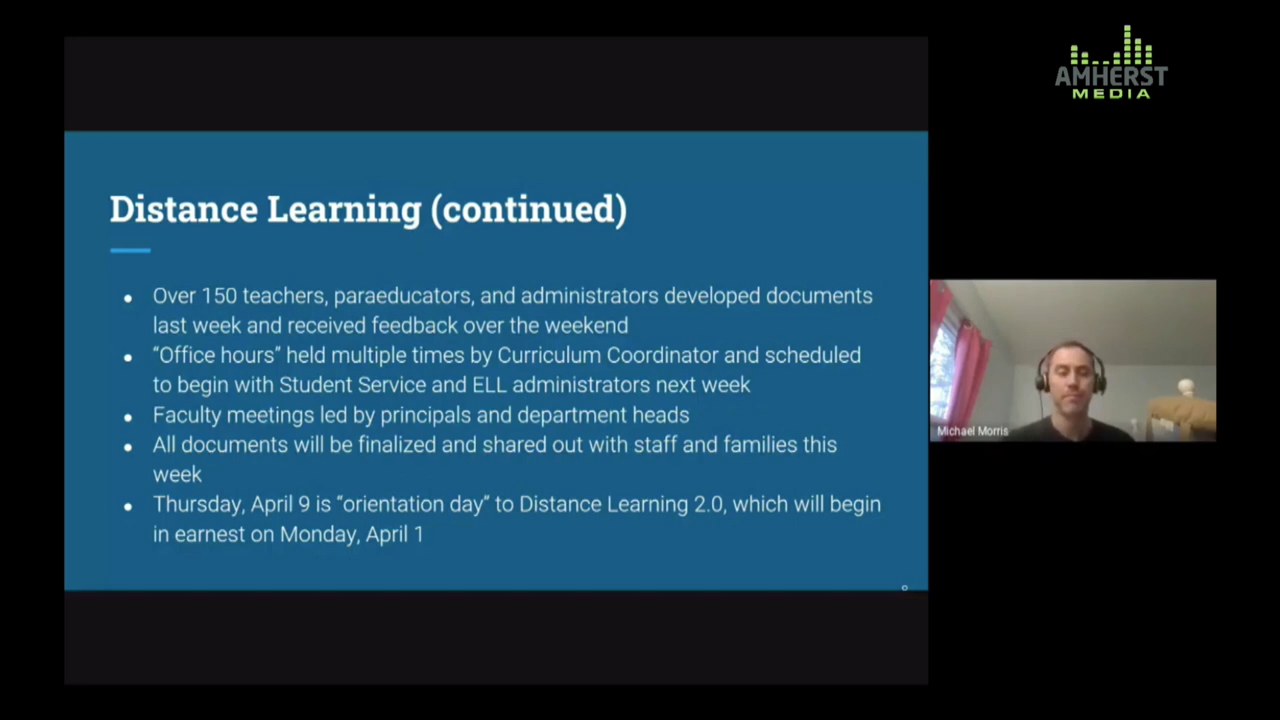 AMHERST
MEDIA
Distance Learning (continued)
● Over 150 teachers, paraeducators, and administrators developed documents
last week and received feedback over the weekend
● “Office hours” held multiple times by Curriculum Coordinator and scheduled
to begin with Student Service and ELL administrators next week
● Faculty meetings led by principals and department heads
● All documents will be finalized and shared out with staff and families this
week
● Thursday, April 9 is “orientation day” to Distance Learning 2.0, which will begin
in earnest on Monday, April 1
Michael Morris